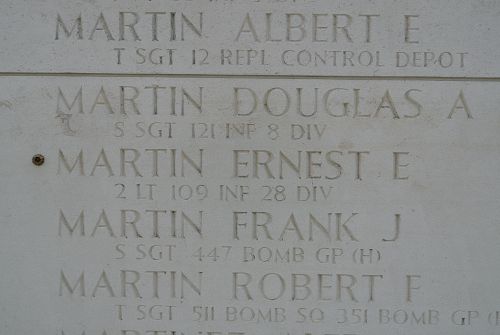 MARTIN ALBERT E
T SGT 12 REPL CONTROL DEPOT
MARTIN DOUGLAS A
S SGT 121 INF 8 DIV
MARTIN ERNEST E
2 LT 109 INF 28 DIV
MARTIN FRANK J
S SGT 447 BOMB GP (H)
MARTIN ROBERT F
T SGT 511 BOMB SQ 351 BOMB GP